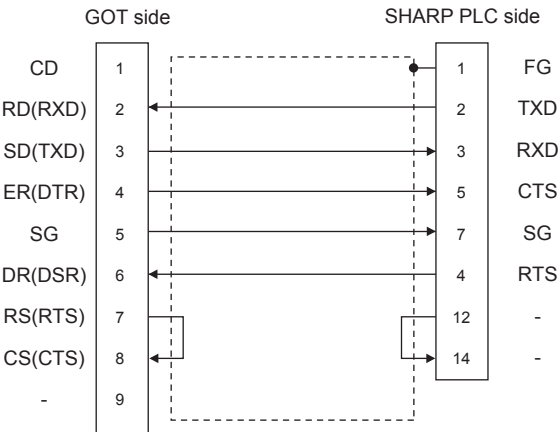 GOT side SHARP PLC side
CD 1 1 FG
RD(RXD) 2 2 TXD
SD(TXD) 3 3 RXD
ER(DTR) 4 5 CTS
SG 5 7 SG
DR(DSR) 6 4 RTS
RS(RTS) 7 12 -
CS(CTS) 8 14 -
- 9